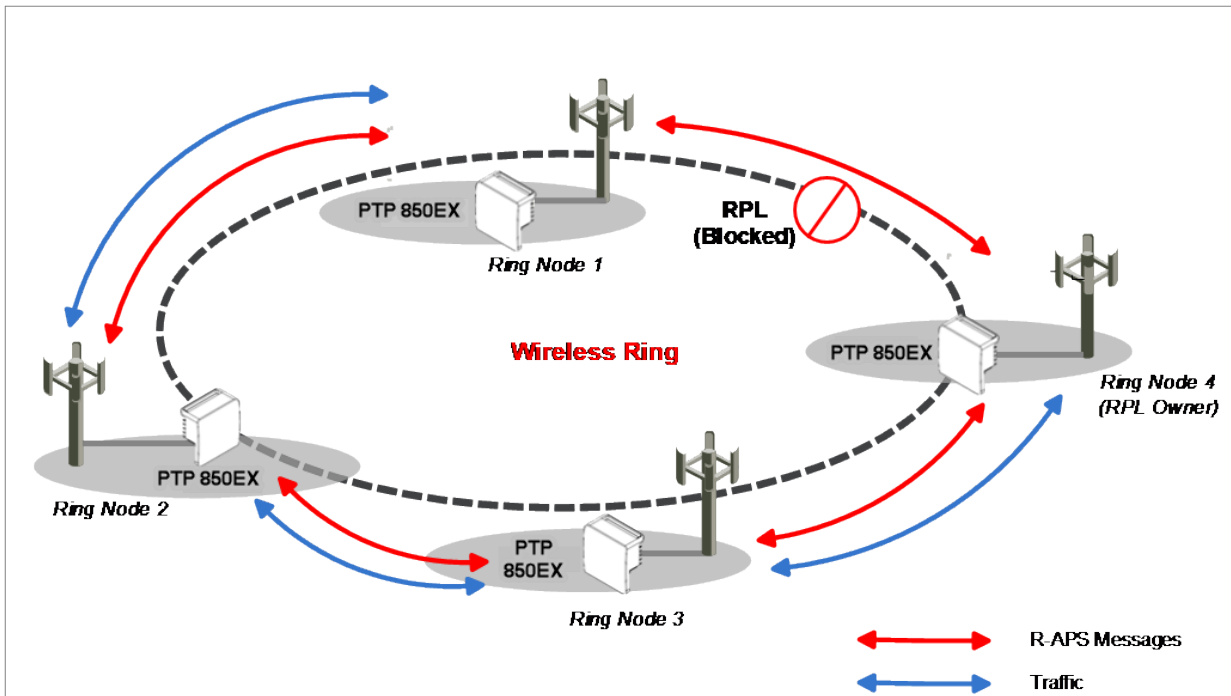 PTP 850EX
Ring Node 1
RPL
(Blocked)
Wireless Ring
PTP 850EX
Ring Node 4
(RPL Owner)
PTP 850EX
Ring Node 2
PTP
850EX
Ring Node 3
R-APS Messages
Traffic